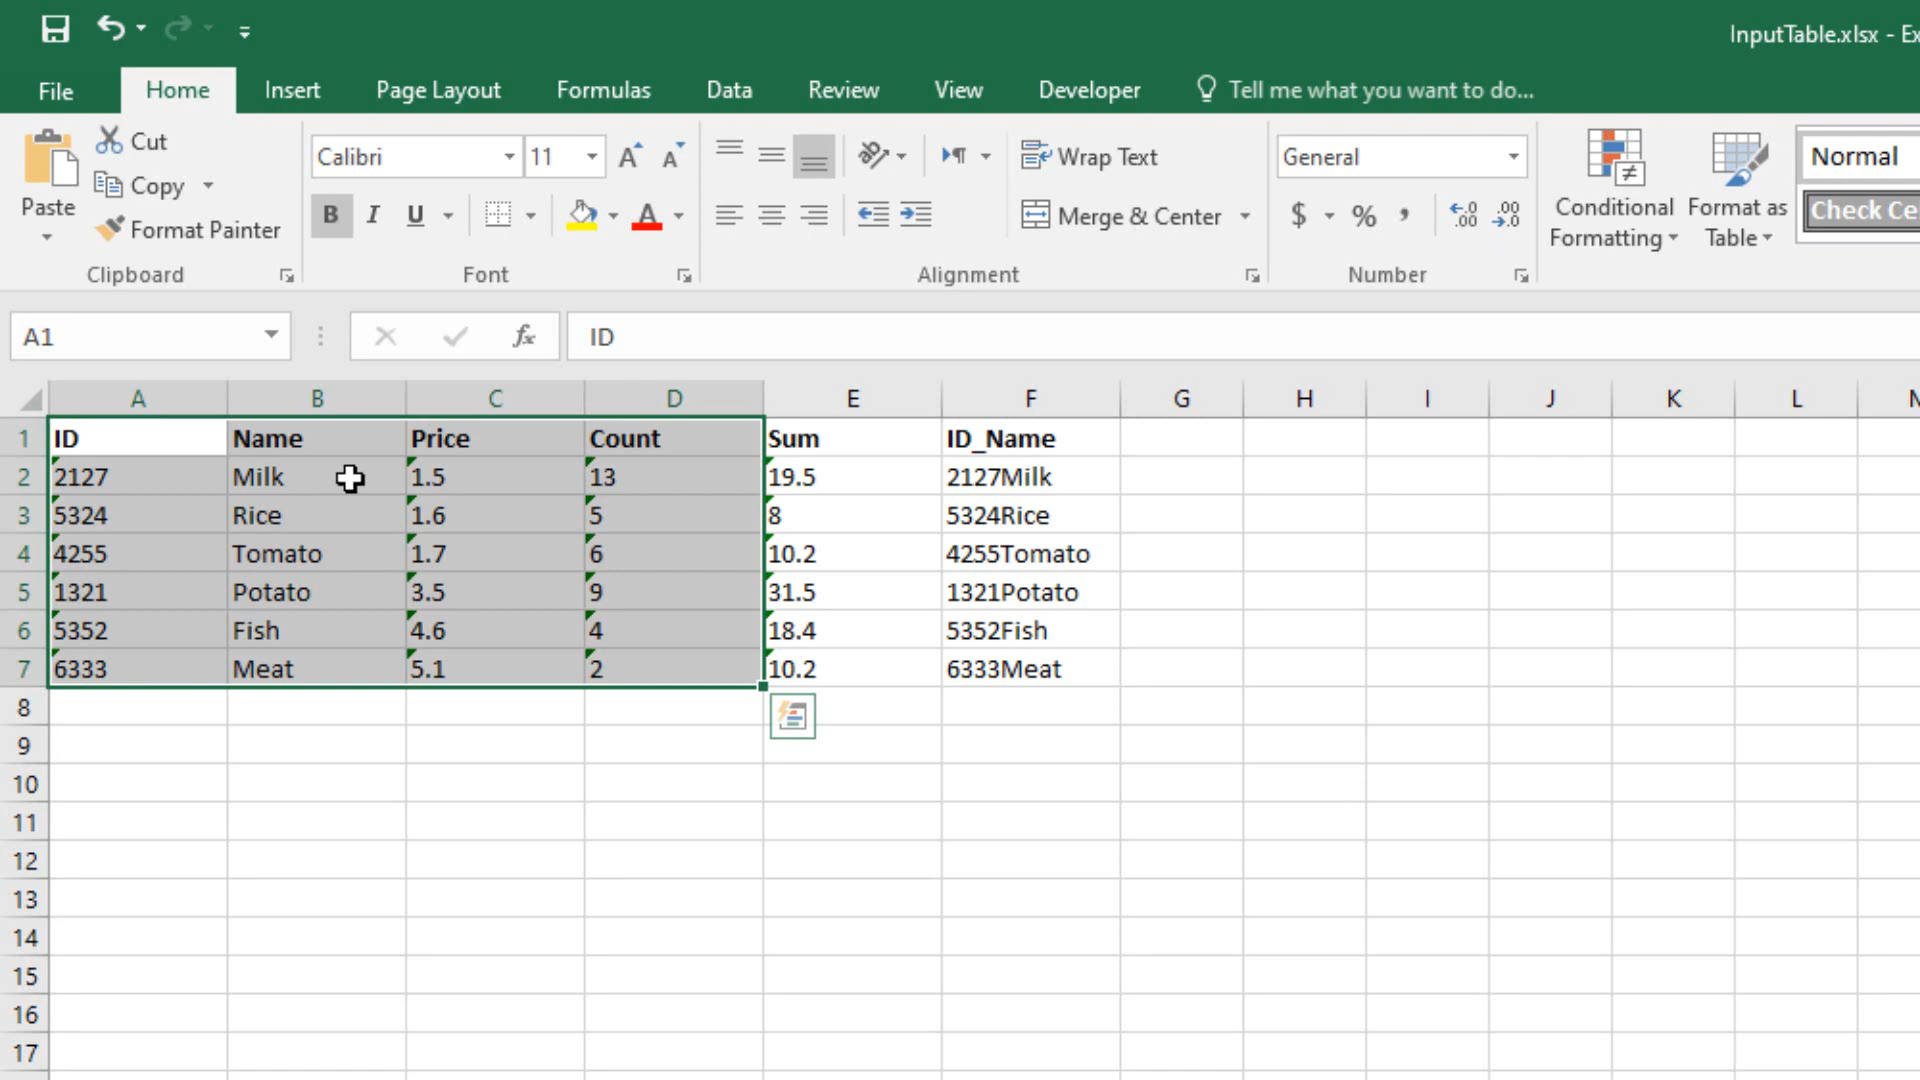 InputTable.xlsx - Ex
File Home Insert Page Layout Formulas Data Review View Developer Tell me what you want to do...
Cut
Copy
Format Painter
Paste
Clipboard
Calibri 11
B I U
Font
Wrap Text
Merge & Center
Alignment
General
$ % ,
Number
Conditional Formatting
Format as Table
Normal
Check Ce
A1 fx ID
A B C D E F G H I J K L M
1 ID Name Price Count Sum ID_Name
2 2127 Milk 1.5 13 19.5 2127Milk
3 5324 Rice 1.6 5 8 5324Rice
4 4255 Tomato 1.7 6 10.2 4255Tomato
5 1321 Potato 3.5 9 31.5 1321Potato
6 5352 Fish 4.6 4 18.4 5352Fish
7 6333 Meat 5.1 2 10.2 6333Meat
8
9
10
11
12
13
14
15
16
17